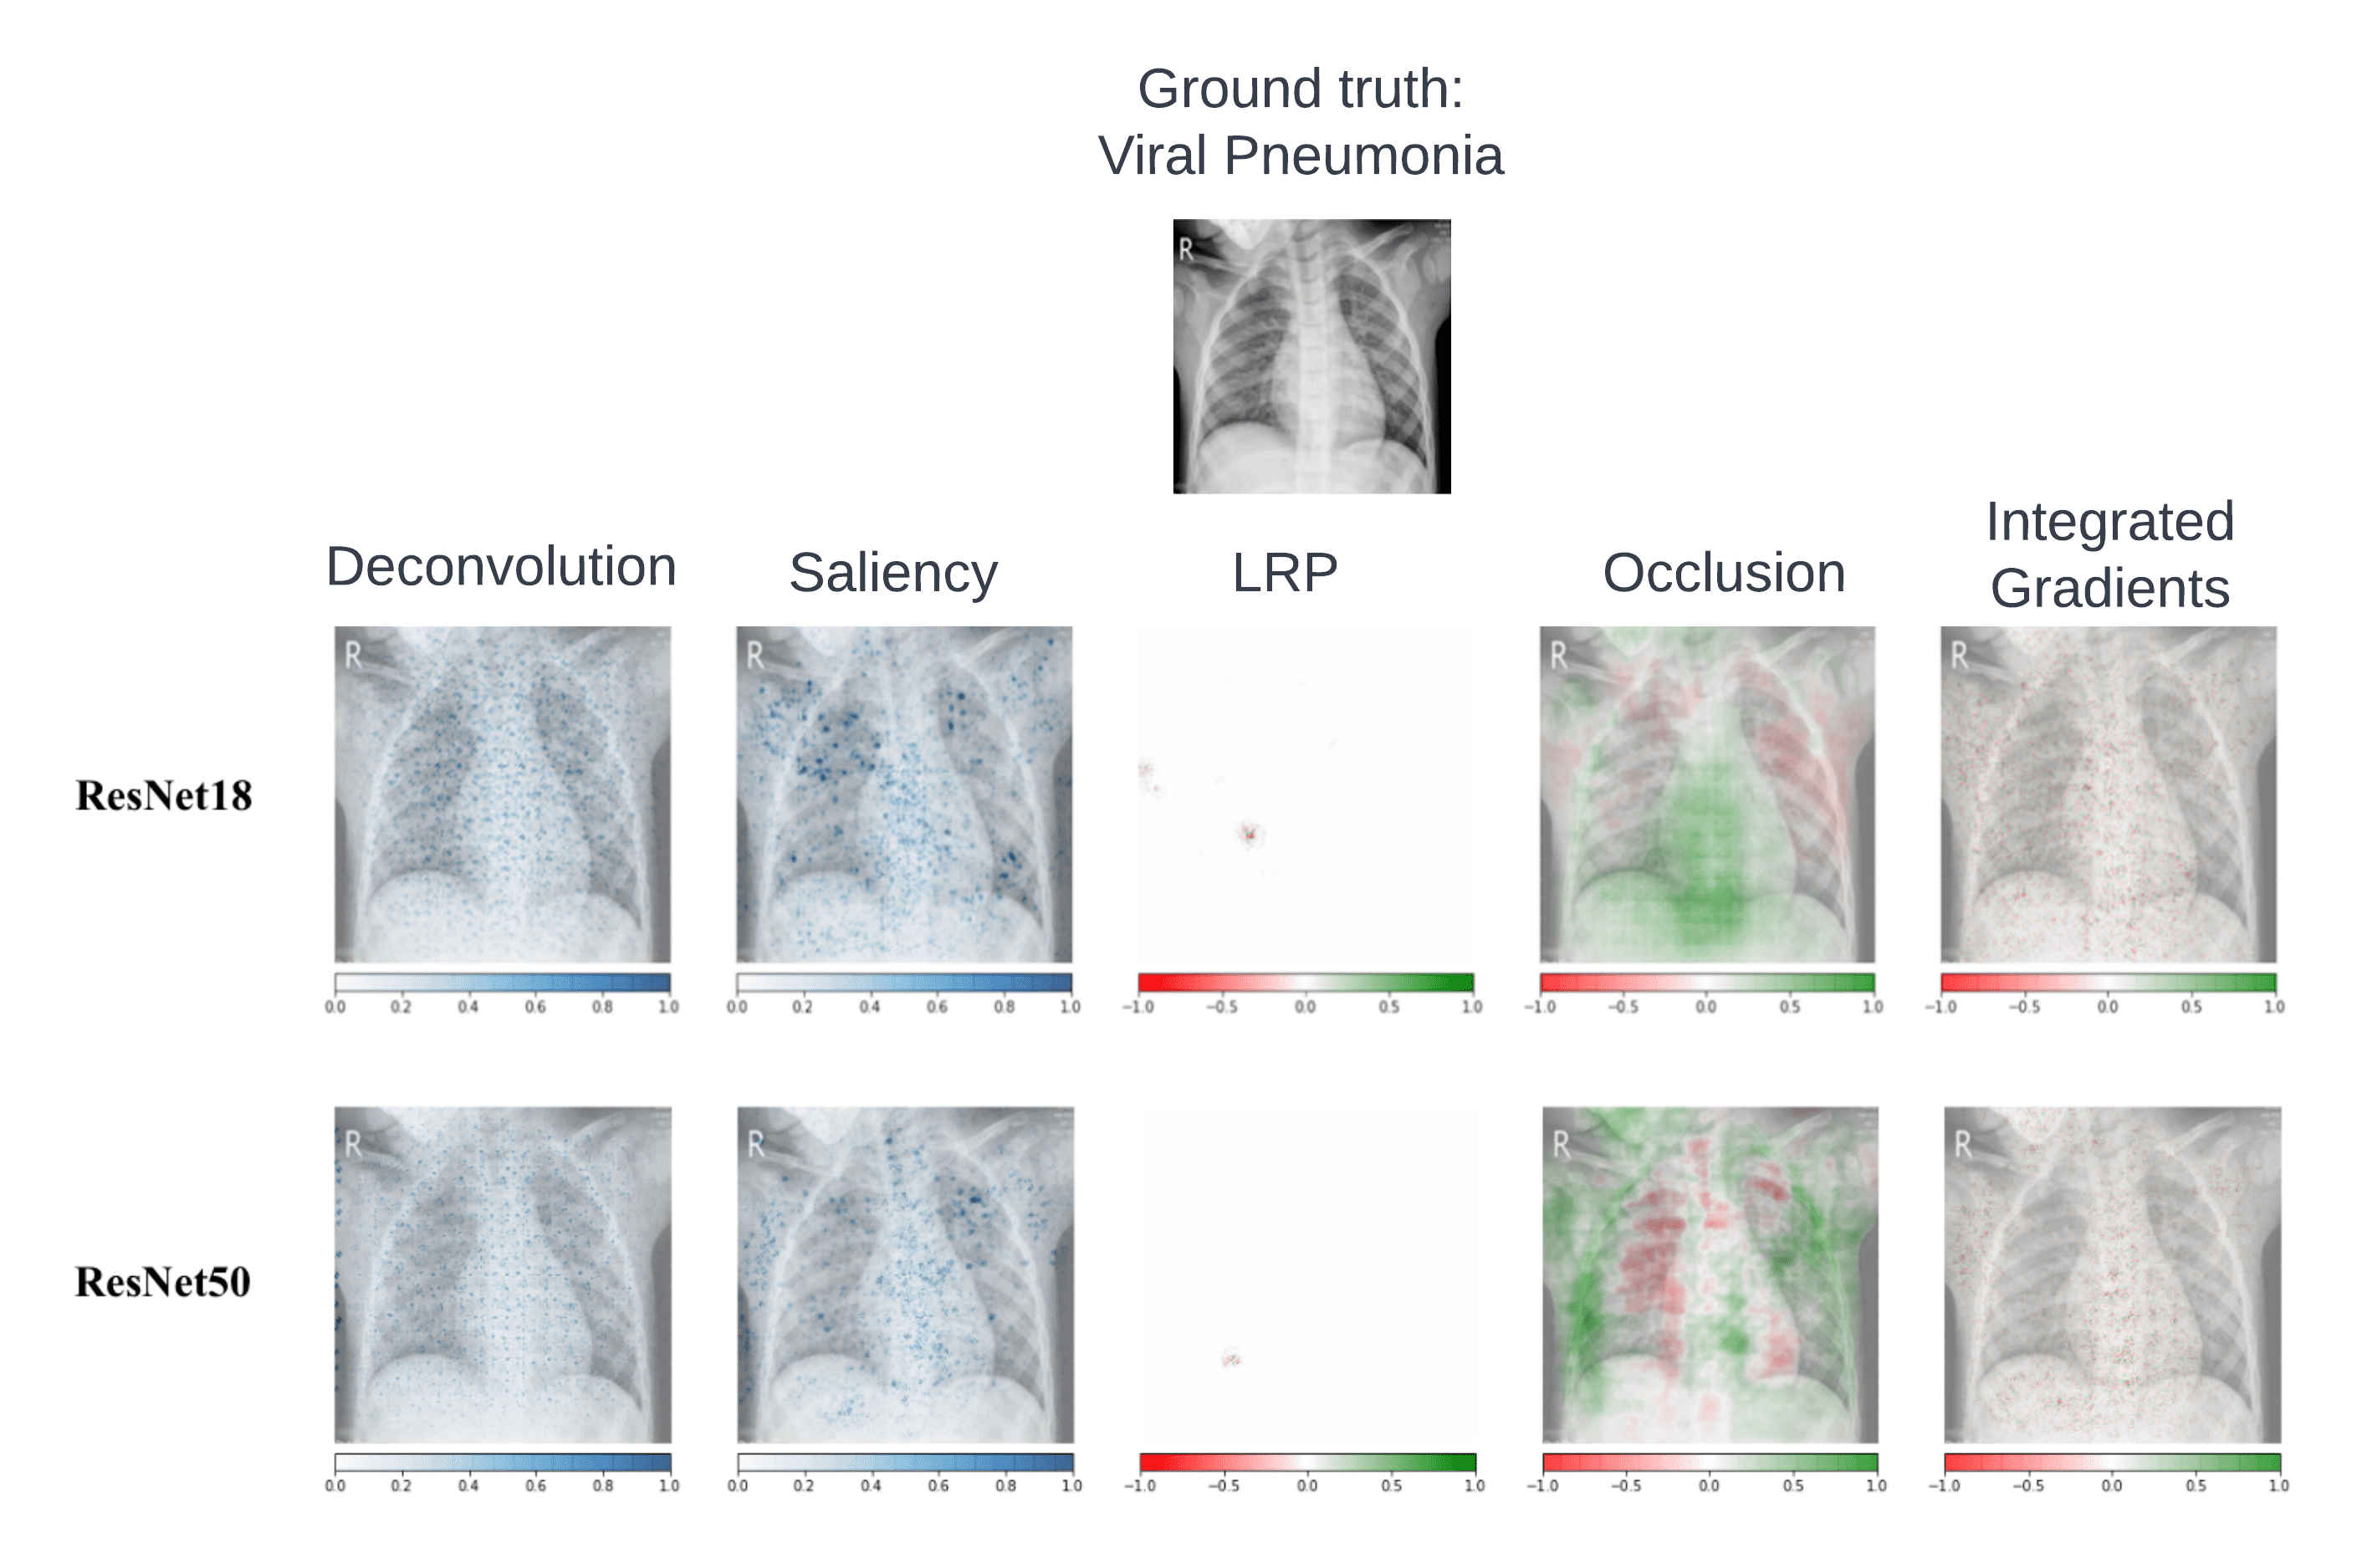 Ground truth:
Viral Pneumonia
R
Deconvolution Saliency LRP Occlusion Integrated Gradients
R R R R
ResNet18
0.0 0.2 0.4 0.6 0.8 1.0 0.0 0.2 0.4 0.6 0.8 1.0 −1.0 −0.5 0.0 0.5 1.0 −1.0 −0.5 0.0 0.5 1.0 −1.0 −0.5 0.0 0.5 1.0
R R R R
ResNet50
0.0 0.2 0.4 0.6 0.8 1.0 0.0 0.2 0.4 0.6 0.8 1.0 −1.0 −0.5 0.0 0.5 1.0 −1.0 −0.5 0.0 0.5 1.0 −1.0 −0.5 0.0 0.5 1.0